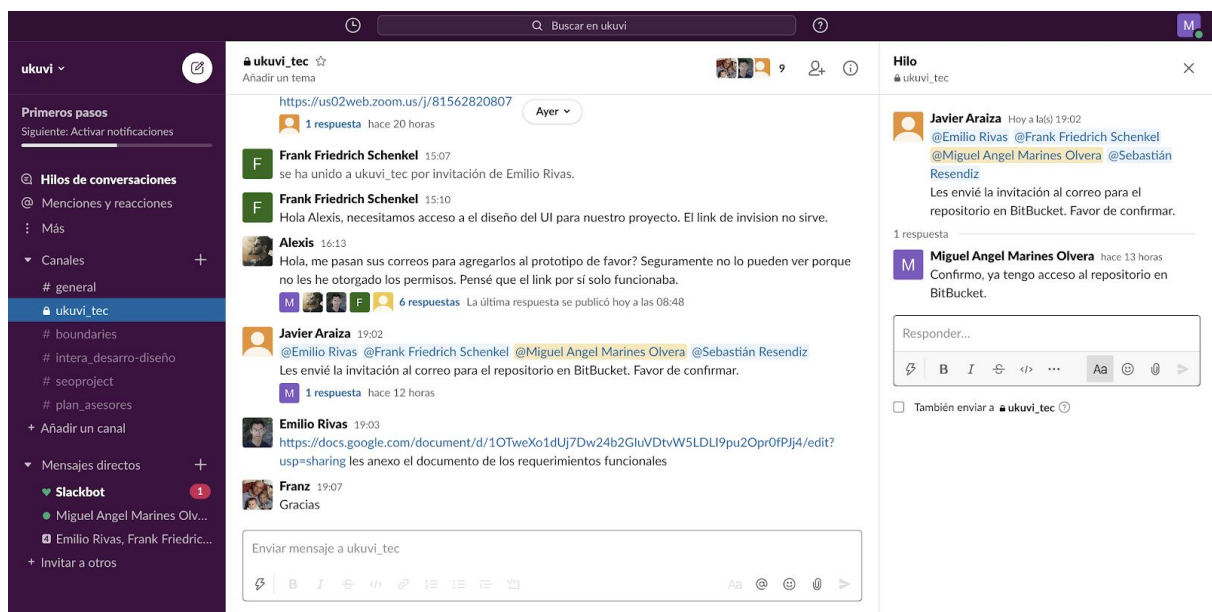 Buscar en ukuvi
M
ukuvi
Primeros pasos
Siguiente: Activar notificaciones
Hilos de conversaciones
@ Menciones y reacciones
Más
Canales
# general
ukuvi_tec
# boundaries
# intera_desarro-diseño
# seoproject
# plan_asesores
+ Añadir un canal
Mensajes directos
Slackbot 1
Miguel Angel Marines Olv...
4 Emilio Rivas, Frank Friedric...
+ Invitar a otros
ukuvi_tec
Añadir un tema
9
https://us02web.zoom.us/j/81562820807
Ayer
1 respuesta hace 20 horas
F
Frank Friedrich Schenkel 15:07
se ha unido a ukuvi_tec por invitación de Emilio Rivas.
F
Frank Friedrich Schenkel 15:10
Hola Alexis, necesitamos acceso al diseño del UI para nuestro proyecto. El link de invision no sirve.
Alexis 16:13
Hola, me pasan sus correos para agregarlos al prototipo de favor? Seguramente no lo pueden ver porque
no les he otorgado los permisos. Pensé que el link por sí solo funcionaba.
M F 6 respuestas La última respuesta se publicó hoy a las 08:48
Javier Araiza 19:02
@Emilio Rivas @Frank Friedrich Schenkel @Miguel Angel Marines Olvera @Sebastián Resendiz
Les envié la invitación al correo para el repositorio en BitBucket. Favor de confirmar.
M 1 respuesta hace 12 horas
Emilio Rivas 19:03
https://docs.google.com/document/d/1OTweXo1dUj7Dw24b2GluVDtvW5LDLI9pu2Opr0fPJj4/edit?
usp=sharing les anexo el documento de los requerimientos funcionales
Franz 19:07
Gracias
Enviar mensaje a ukuvi_tec
B I S </>
Aa @
Hilo
ukuvi_tec
Javier Araiza Hoy a la(s) 19:02
@Emilio Rivas @Frank Friedrich Schenkel
@Miguel Angel Marines Olvera @Sebastián
Resendiz
Les envié la invitación al correo para el
repositorio en BitBucket. Favor de confirmar.
1 respuesta
M
Miguel Angel Marines Olvera hace 13 horas
Confirmo, ya tengo acceso al repositorio en
BitBucket.
Responder...
B I S </> ... Aa
También enviar a ukuvi_tec